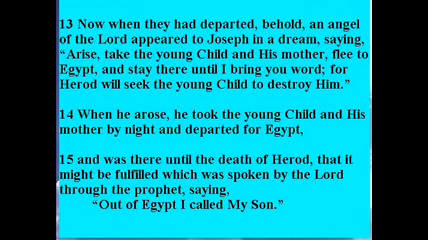 13 Now when they had departed, behold, an angel
of the Lord appeared to Joseph in a dream, saying,
“Arise, take the young Child and His mother, flee to
Egypt, and stay there until I bring you word; for
Herod will seek the young Child to destroy Him.”
14 When he arose, he took the young Child and His
mother by night and departed for Egypt,
15 and was there until the death of Herod, that it
might be fulfilled which was spoken by the Lord
through the prophet, saying,
“Out of Egypt I called My Son.”